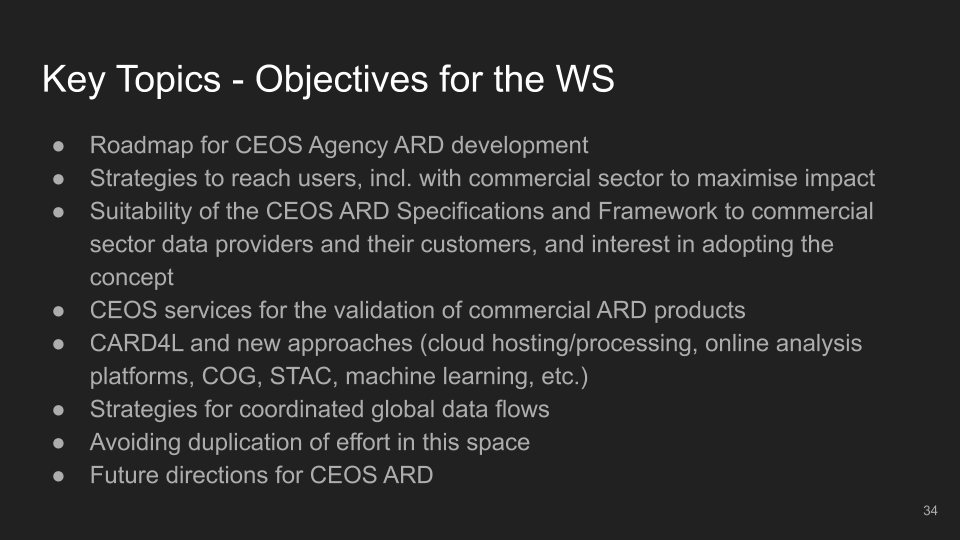 Key Topics - Objectives for the WS
● Roadmap for CEOS Agency ARD development
● Strategies to reach users, incl. with commercial sector to maximise impact
● Suitability of the CEOS ARD Specifications and Framework to commercial
sector data providers and their customers, and interest in adopting the
concept
● CEOS services for the validation of commercial ARD products
● CARD4L and new approaches (cloud hosting/processing, online analysis
platforms, COG, STAC, machine learning, etc.)
● Strategies for coordinated global data flows
● Avoiding duplication of effort in this space
● Future directions for CEOS ARD
34